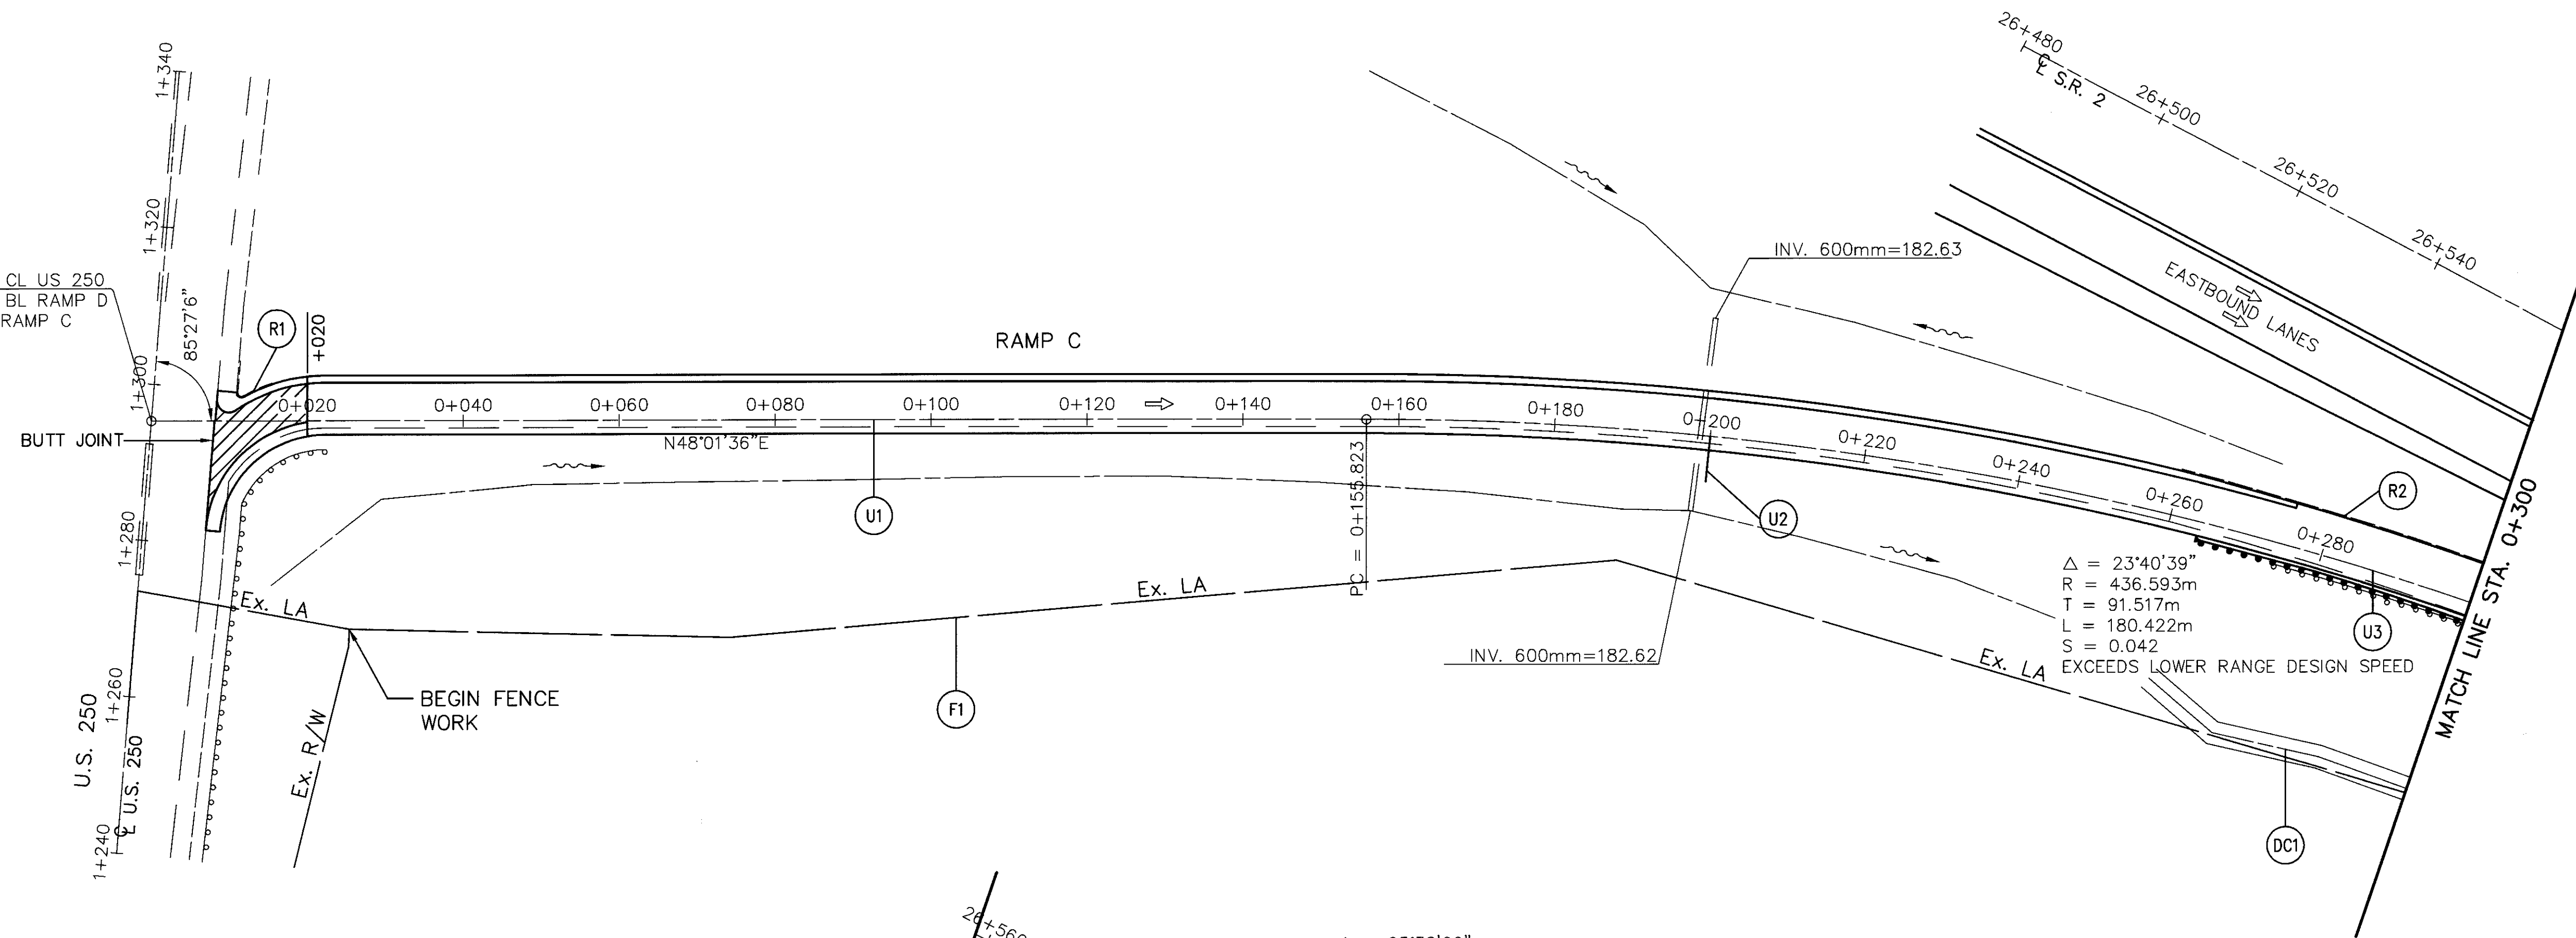 1+340
1+320
1+300
1+280
1+260
1+240
CL US 250
BL RAMP D
RAMP C
85°27'6"
R1
+020
BUTT JOINT
U.S. 250
℄ U.S. 250
RAMP C
0+020
0+040
0+060
0+080
0+100
0+120
0+140
0+160
0+180
0+200
0+220
0+240
0+260
0+280
N48°01'36"E
PC = 0+155.823
U1
U2
U3
R2
F1
DC1
INV. 600mm=182.63
INV. 600mm=182.62
Ex. LA
Ex. LA
Ex. LA
Ex. R/W
BEGIN FENCE
WORK
26+480
℄ S.R. 2
26+500
26+520
26+540
EASTBOUND LANES
Δ = 23°40'39"
R = 436.593m
T = 91.517m
L = 180.422m
S = 0.042
EXCEEDS LOWER RANGE DESIGN SPEED
MATCH LINE STA. 0+300
26+560